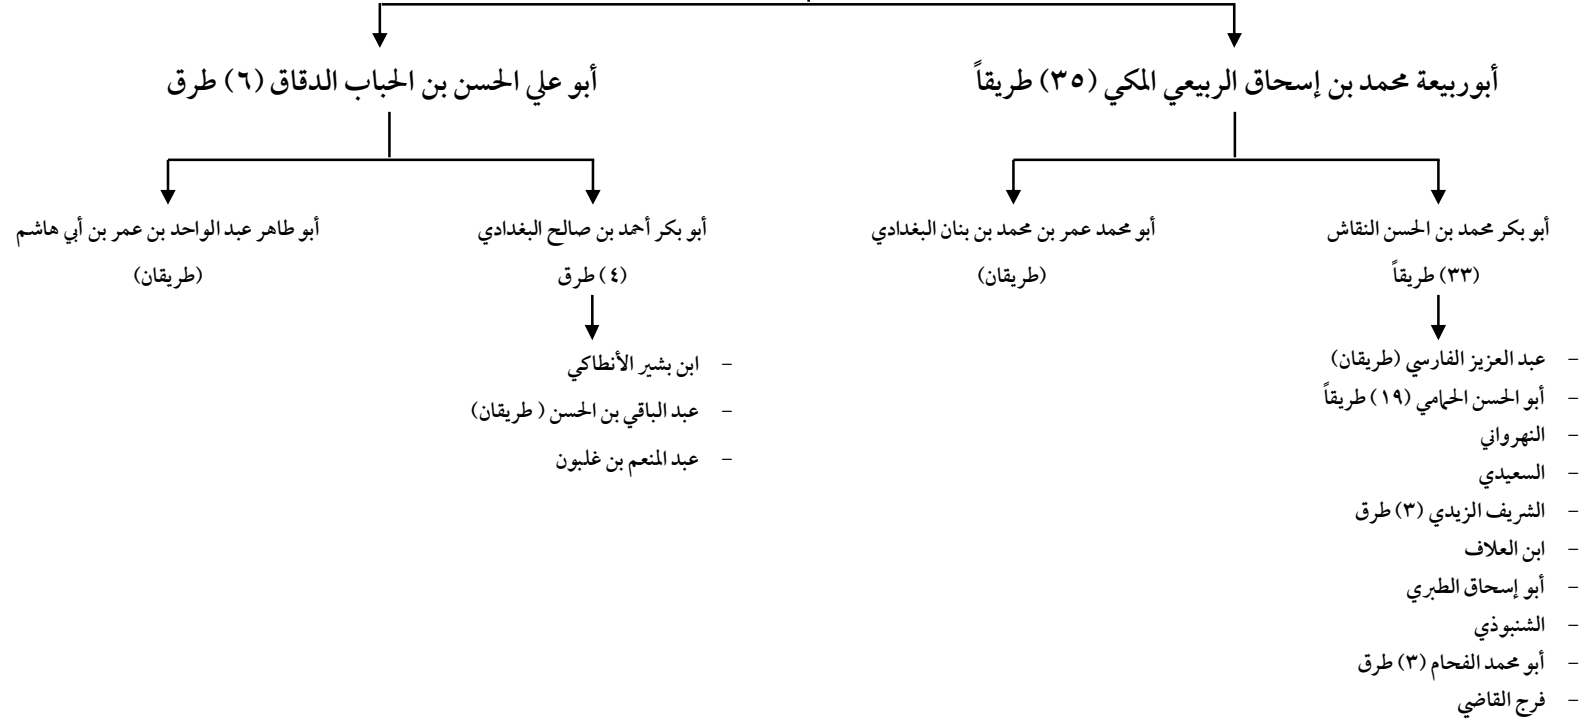 أبوربيعة محمد بن إسحاق الربيعي المكي (٣٥) طريقاً
أبو علي الحسن بن الحباب الدقاق (٦) طرق
أبو بكر محمد بن الحسن النقاش
(٣٣) طريقاً
أبو محمد عمر بن محمد بن بنان البغدادي
(طريقان)
أبو بكر أحمد بن صالح البغدادي
(٤) طرق
أبو طاهر عبد الواحد بن عمر بن أبي هاشم
(طريقان)
- عبد العزيز الفارسي (طريقان)
- أبو الحسن الحمامي (١٩) طريقاً
- النهرواني
- السعيدي
- الشريف الزيدي (٣) طرق
- ابن العلاف
- أبو إسحاق الطبري
- الشنبوذي
- أبو محمد الفحام (٣) طرق
- فرج القاضي
- ابن بشير الأنطاكي
- عبد الباقي بن الحسن ( طريقان)
- عبد المنعم بن غلبون